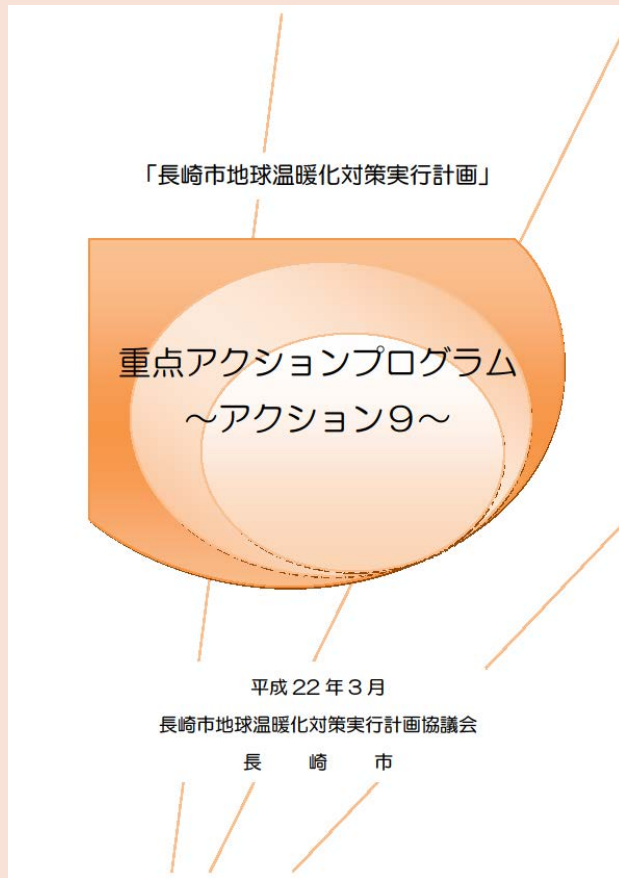 「長崎市地球温暖化対策実行計画」
重点アクションプログラム
～アクション9～
平成22年3月
長崎市地球温暖化対策実行計画協議会
長　崎　市